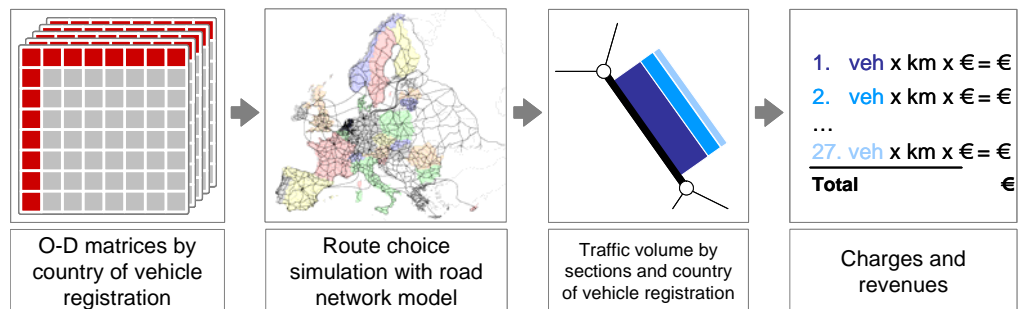 1. veh x km x € = €
2. veh x km x € = €
...
27. veh x km x € = €
Total €
O-D matrices by
country of vehicle
registration
Route choice
simulation with road
network model
Traffic volume by
sections and country
of vehicle registration
Charges and
revenues